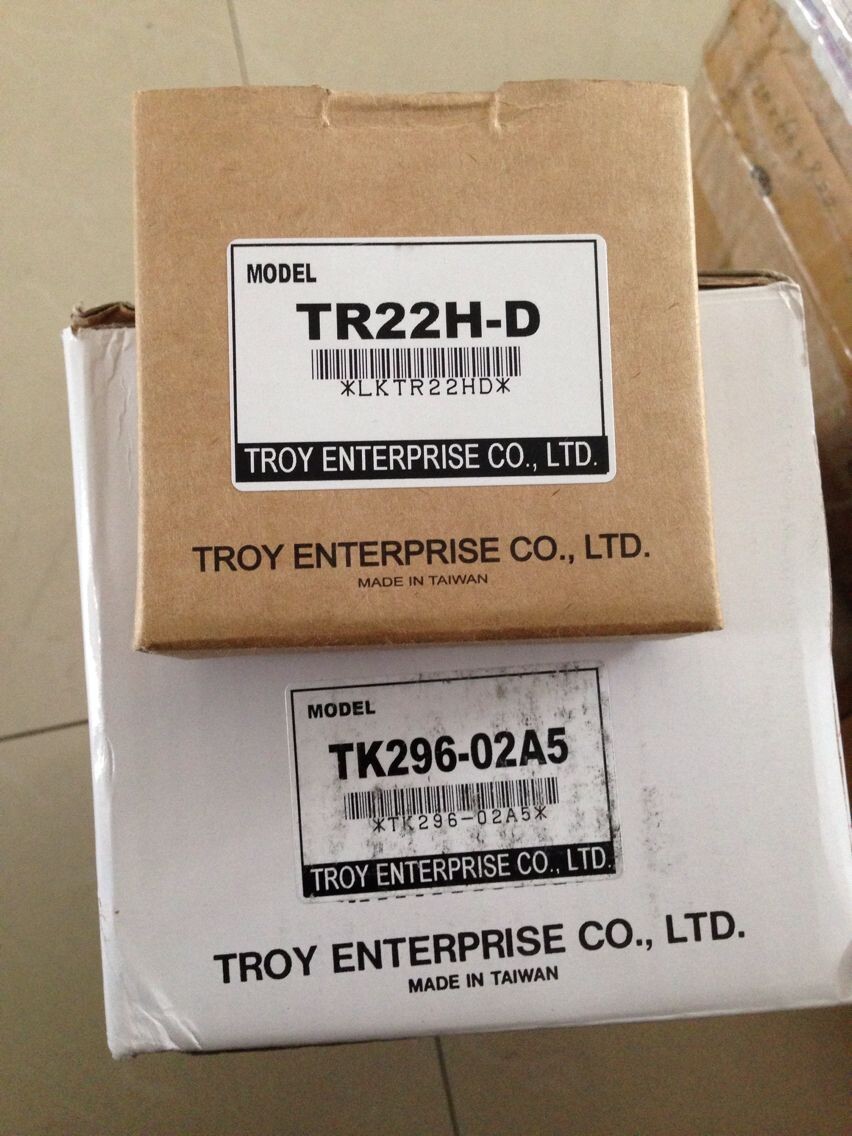 MODEL
TR22H-D
*LKTR22HD*
TROY ENTERPRISE CO., LTD.
TROY ENTERPRISE CO., LTD.
MADE IN TAIWAN
MODEL
TK296-02A5
*TK296-02A5*
TROY ENTERPRISE CO., LTD.
TROY ENTERPRISE CO., LTD.
MADE IN TAIWAN